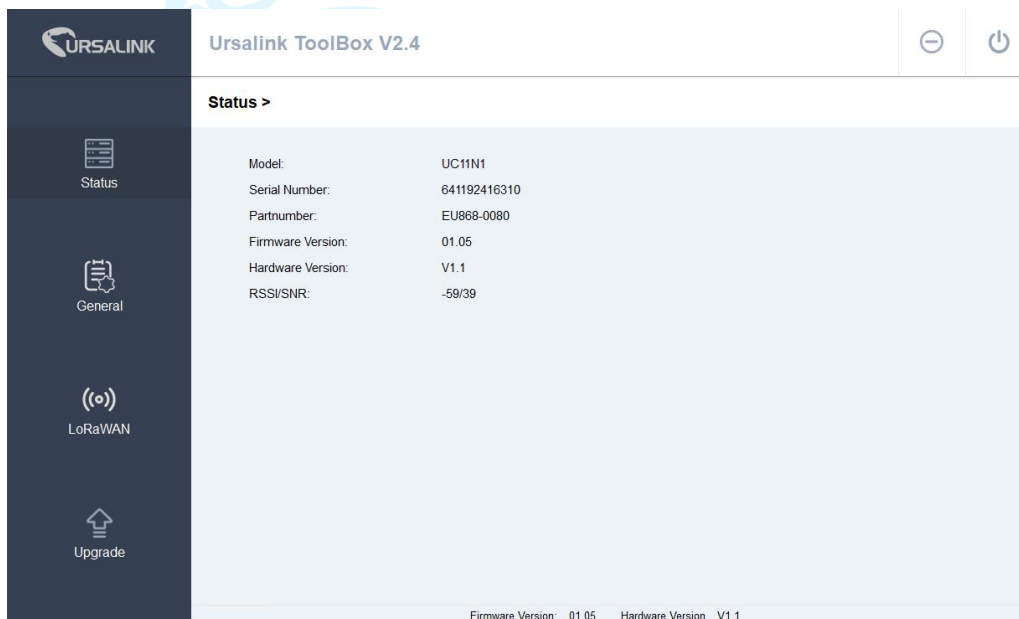 URSALINK
Ursalink ToolBox V2.4
Status >
Status
General
LoRaWAN
Upgrade
Model: UC11N1
Serial Number: 641192416310
Partnumber: EU868-0080
Firmware Version: 01.05
Hardware Version: V1.1
RSSI/SNR: -59/39
Firmware Version: 01.05 Hardware Version V1.1